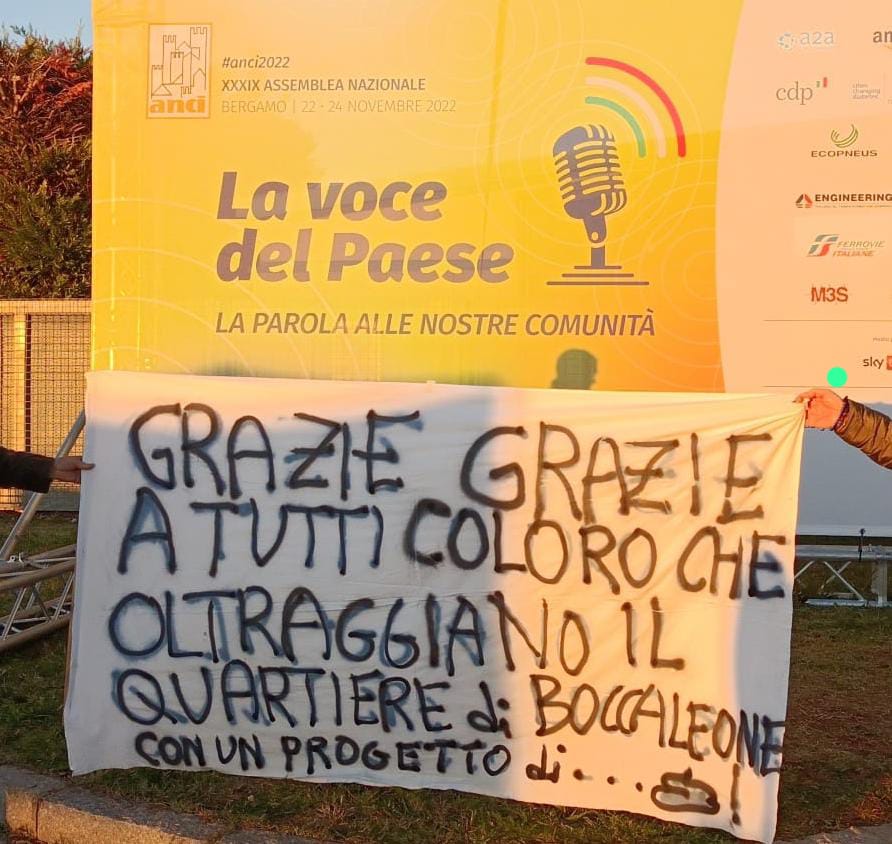 #anci2022
XXXIX ASSEMBLEA NAZIONALE
BERGAMO | 22 - 24 NOVEMBRE 2022
anci
La voce
del Paese
LA PAROLA ALLE NOSTRE COMUNITÀ
a2a
cdp
ECOPNEUS
ENGINEERING
FERROVIE
ITALIANE
M3S
sky
GRAZIE GRAZIE
A TUTTI COLORO CHE
OLTRAGGIANO IL
QUARTIERE di BOCCALEONE
CON UN PROGETTO di.... !